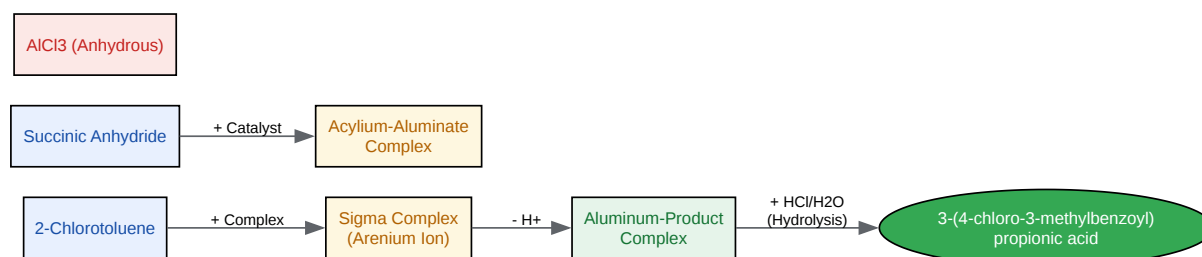 AlCl3 (Anhydrous)
Succinic Anhydride
+ Catalyst
Acylium-Aluminate
Complex
2-Chlorotoluene
+ Complex
Sigma Complex
(Arenium Ion)
- H+
Aluminum-Product
Complex
+ HCl/H2O
(Hydrolysis)
3-(4-chloro-3-methylbenzoyl)
propionic acid